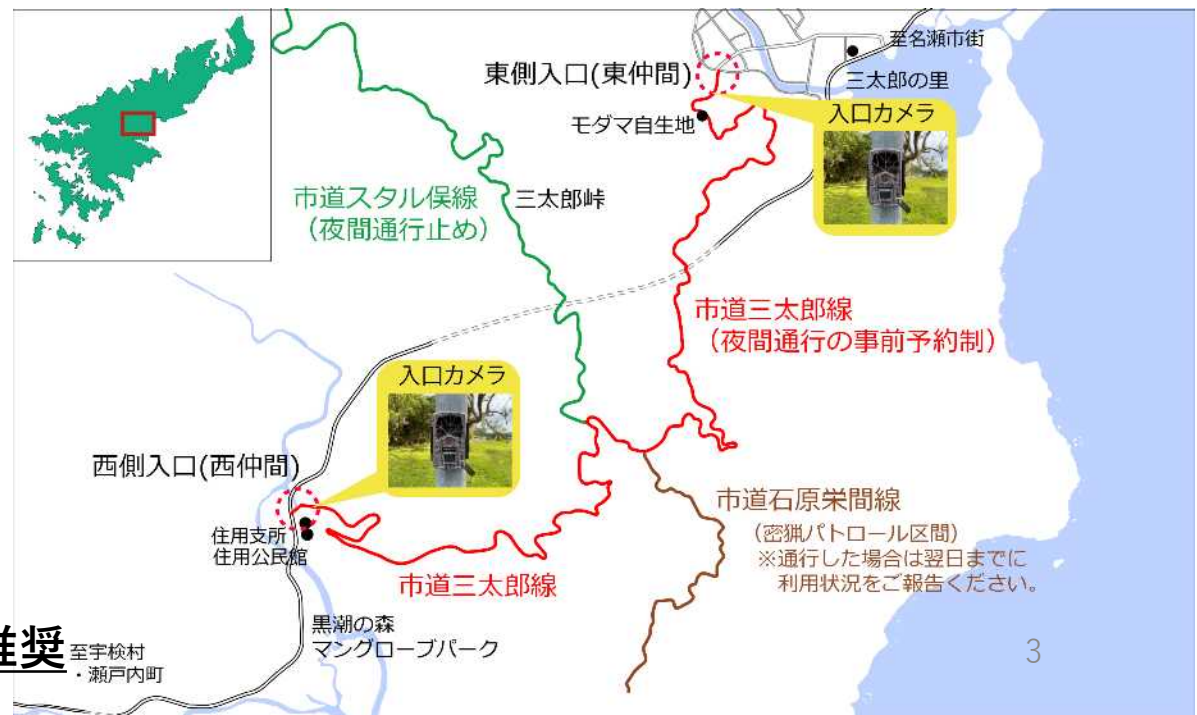 至名瀬市街
東側入口(東仲間)
三太郎の里
入口カメラ
モダマ自生地
市道スタル俣線
(夜間通行止め)
三太郎峠
市道三太郎線
(夜間通行の事前予約制)
入口カメラ
西側入口(西仲間)
住用支所
住用公民館
市道石原栄間線
(密猟パトロール区間)
※通行した場合は翌日までに
利用状況をご報告ください。
市道三太郎線
黒潮の森
マングローブパーク
推奨
至宇検村
・瀬戸内町
3